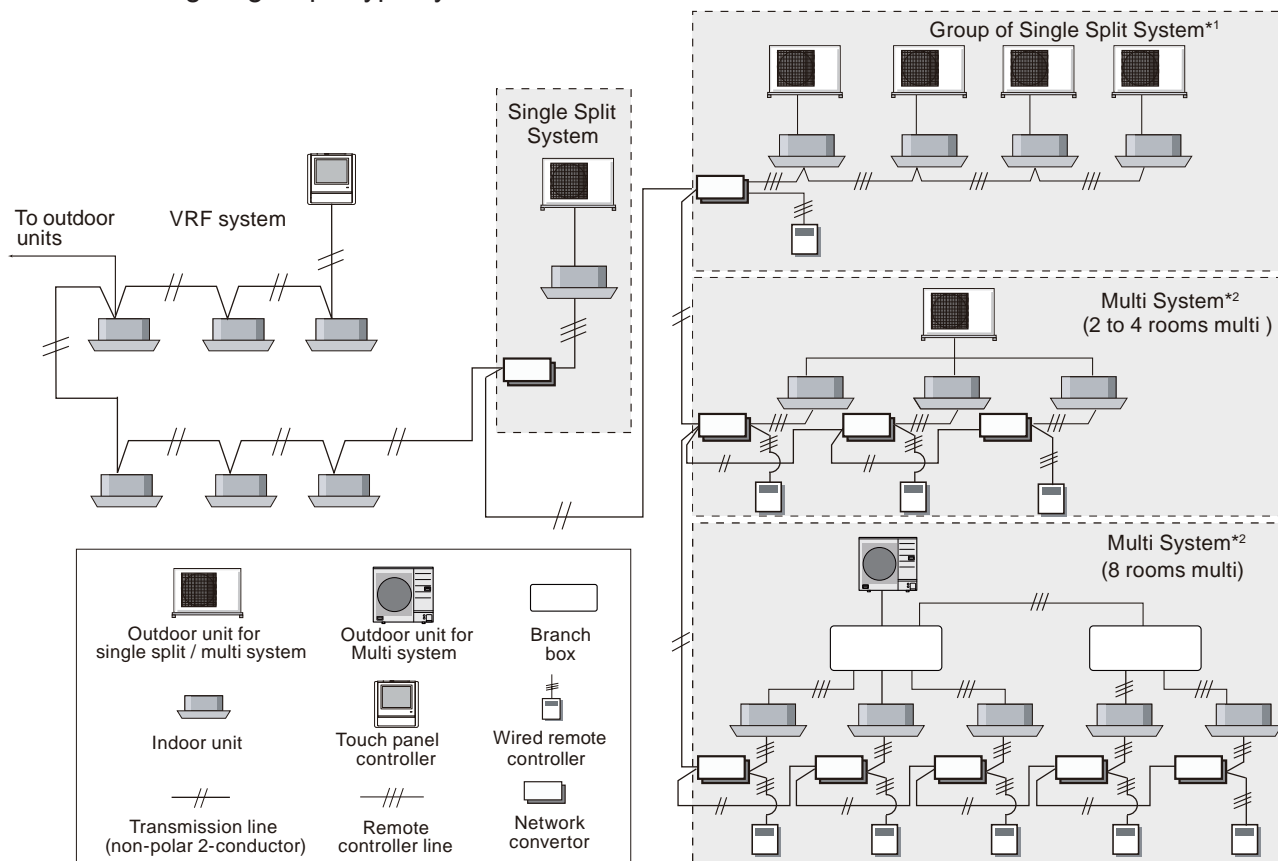 Group of Single Split System*1
Single Split
System
To outdoor
units
VRF system
Multi System*2
(2 to 4 rooms multi )
Multi System*2
(8 rooms multi)
Outdoor unit for
single split / multi system
Outdoor unit for
Multi system
Branch
box
Indoor unit
Touch panel
controller
Wired remote
controller
Transmission line
(non-polar 2-conductor)
Remote
controller line
Network
convertor